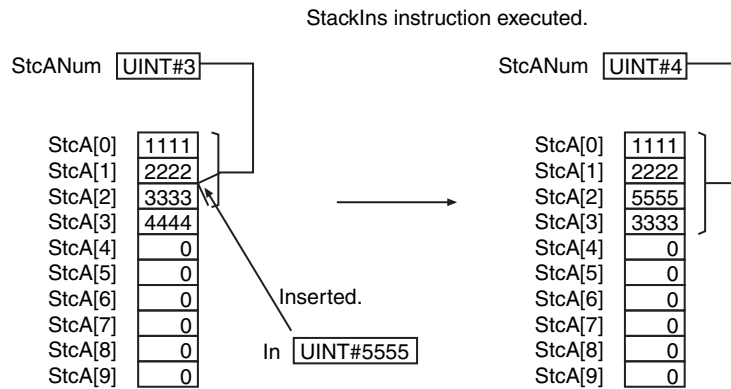 StackIns instruction executed.
StcANum UINT#3
StcANum UINT#4
StcA[0] 1111
StcA[1] 2222
StcA[2] 3333
StcA[3] 4444
StcA[4] 0
StcA[5] 0
StcA[6] 0
StcA[7] 0
StcA[8] 0
StcA[9] 0
Inserted.
In UINT#5555
StcA[0] 1111
StcA[1] 2222
StcA[2] 5555
StcA[3] 3333
StcA[4] 0
StcA[5] 0
StcA[6] 0
StcA[7] 0
StcA[8] 0
StcA[9] 0